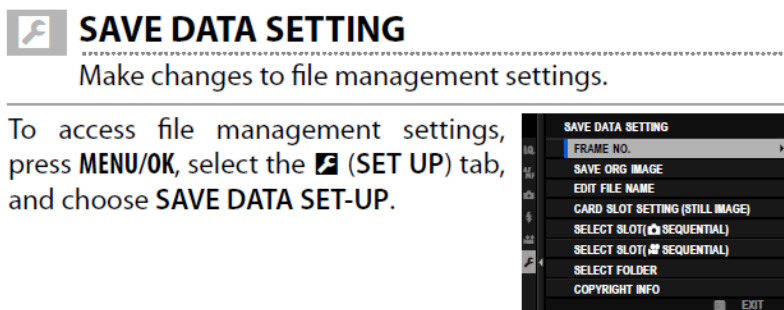 SAVE DATA SETTING
Make changes to file management settings.
To access file management settings,
press MENU/OK, select the (SET UP) tab,
and choose SAVE DATA SET-UP.
SAVE DATA SETTING
FRAME NO.
SAVE ORG IMAGE
EDIT FILE NAME
CARD SLOT SETTING (STILL IMAGE)
SELECT SLOT( SEQUENTIAL)
SELECT SLOT( SEQUENTIAL)
SELECT FOLDER
COPYRIGHT INFO
EXIT